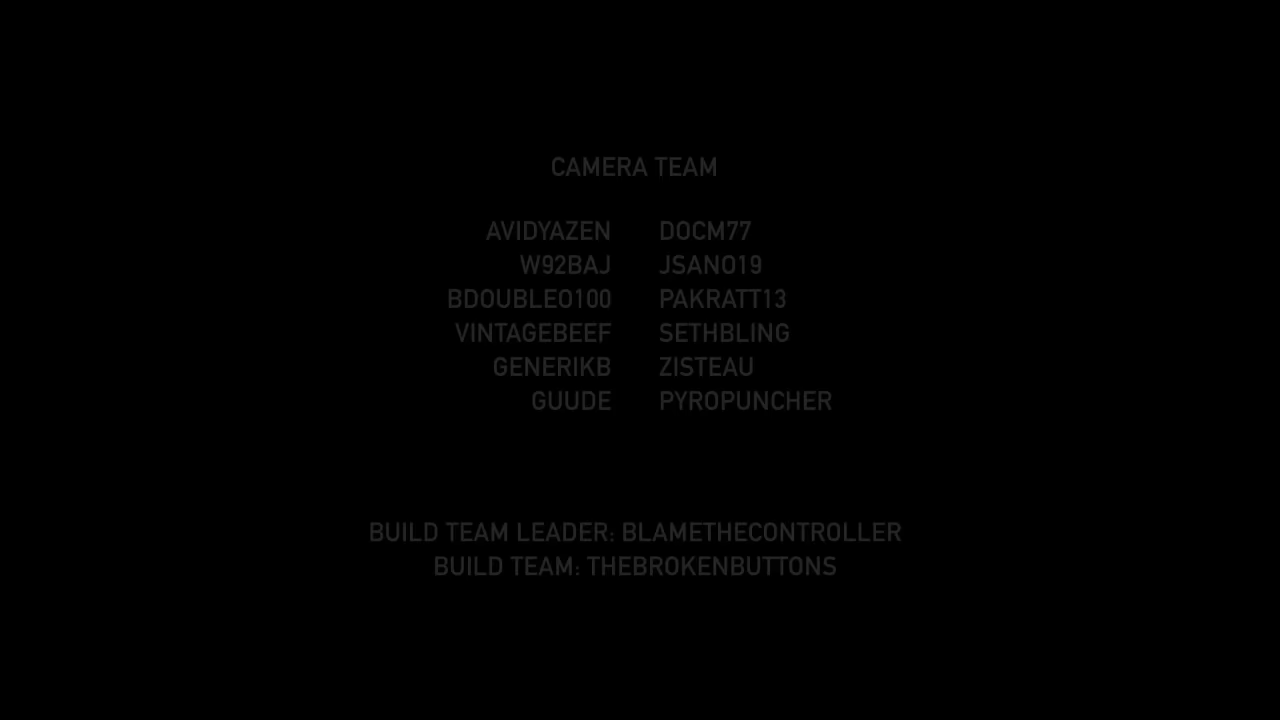 CAMERA TEAM
AVIDYAZEN DOCM77
W92BAJ JSANO19
BDOUBLEO100 PAKRATT13
VINTAGEBEEF SETHBLING
GENERIKB ZISTEAU
GUUDE PYROPUNCHER
BUILD TEAM LEADER: BLAMETHECONTROLLER
BUILD TEAM: THEBROKENBUTTONS